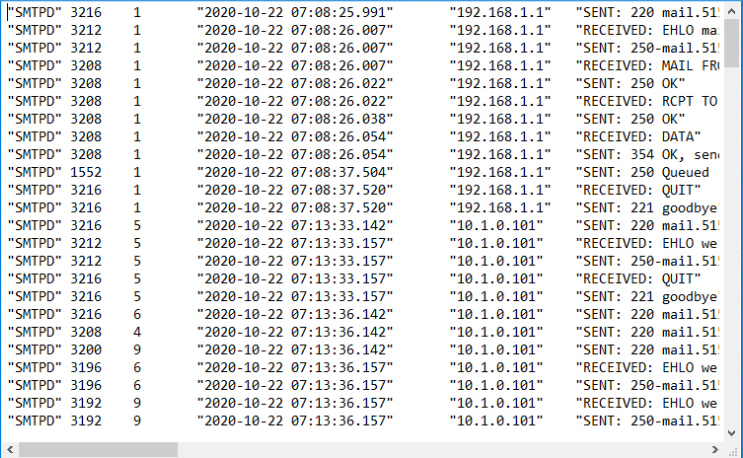 "SMTPD" 3216 1 "2020-10-22 07:08:25.991" "192.168.1.1" "SENT: 220 mail.51
"SMTPD" 3212 1 "2020-10-22 07:08:26.007" "192.168.1.1" "RECEIVED: EHLO ma
"SMTPD" 3212 1 "2020-10-22 07:08:26.007" "192.168.1.1" "SENT: 250-mail.51
"SMTPD" 3208 1 "2020-10-22 07:08:26.007" "192.168.1.1" "RECEIVED: MAIL FR
"SMTPD" 3208 1 "2020-10-22 07:08:26.022" "192.168.1.1" "SENT: 250 OK"
"SMTPD" 3208 1 "2020-10-22 07:08:26.022" "192.168.1.1" "RECEIVED: RCPT TO
"SMTPD" 3208 1 "2020-10-22 07:08:26.038" "192.168.1.1" "SENT: 250 OK"
"SMTPD" 3208 1 "2020-10-22 07:08:26.054" "192.168.1.1" "RECEIVED: DATA"
"SMTPD" 3208 1 "2020-10-22 07:08:26.054" "192.168.1.1" "SENT: 354 OK, sen
"SMTPD" 1552 1 "2020-10-22 07:08:37.504" "192.168.1.1" "SENT: 250 Queued
"SMTPD" 3216 1 "2020-10-22 07:08:37.520" "192.168.1.1" "RECEIVED: QUIT"
"SMTPD" 3216 1 "2020-10-22 07:08:37.520" "192.168.1.1" "SENT: 221 goodbye
"SMTPD" 3216 5 "2020-10-22 07:13:33.142" "10.1.0.101" "SENT: 220 mail.51
"SMTPD" 3212 5 "2020-10-22 07:13:33.157" "10.1.0.101" "RECEIVED: EHLO we
"SMTPD" 3212 5 "2020-10-22 07:13:33.157" "10.1.0.101" "SENT: 250-mail.51
"SMTPD" 3216 5 "2020-10-22 07:13:33.157" "10.1.0.101" "RECEIVED: QUIT"
"SMTPD" 3216 5 "2020-10-22 07:13:33.157" "10.1.0.101" "SENT: 221 goodbye
"SMTPD" 3216 6 "2020-10-22 07:13:36.142" "10.1.0.101" "SENT: 220 mail.51
"SMTPD" 3208 4 "2020-10-22 07:13:36.142" "10.1.0.101" "SENT: 220 mail.51
"SMTPD" 3200 9 "2020-10-22 07:13:36.142" "10.1.0.101" "SENT: 220 mail.51
"SMTPD" 3196 6 "2020-10-22 07:13:36.157" "10.1.0.101" "RECEIVED: EHLO we
"SMTPD" 3196 6 "2020-10-22 07:13:36.157" "10.1.0.101" "SENT: 250-mail.51
"SMTPD" 3192 9 "2020-10-22 07:13:36.157" "10.1.0.101" "RECEIVED: EHLO we
"SMTPD" 3192 9 "2020-10-22 07:13:36.157" "10.1.0.101" "SENT: 250-mail.51